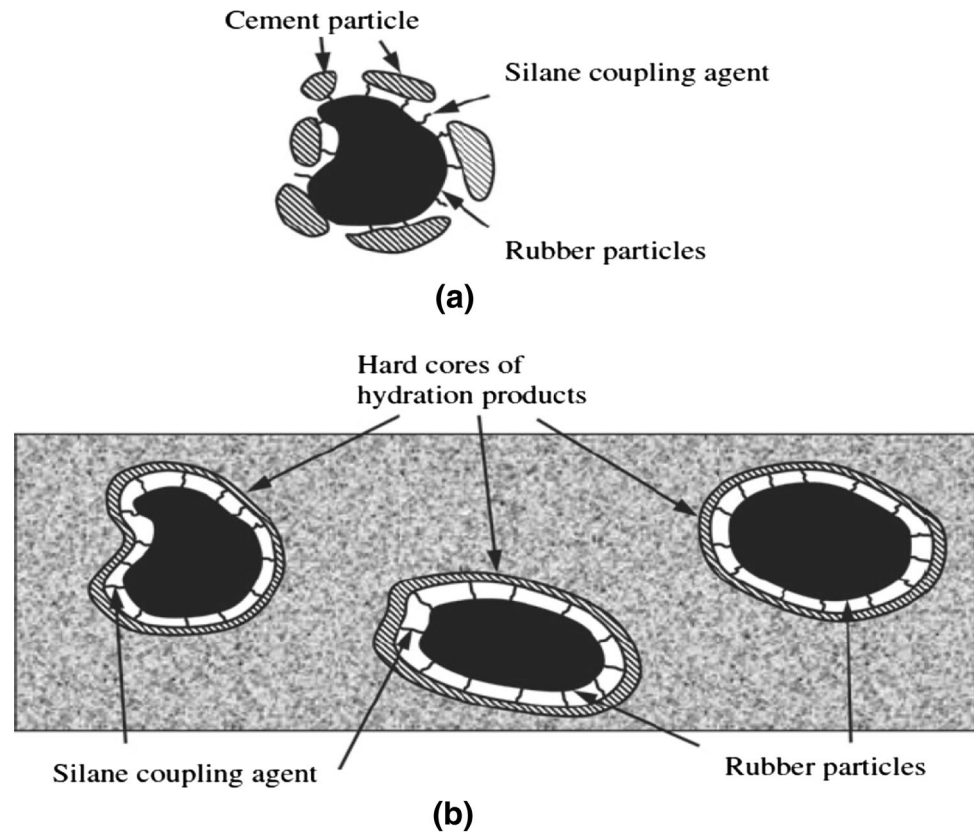 Cement particle
Silane coupling agent
Rubber particles
(a)
Hard cores of
hydration products
Silane coupling agent
Rubber particles
(b)